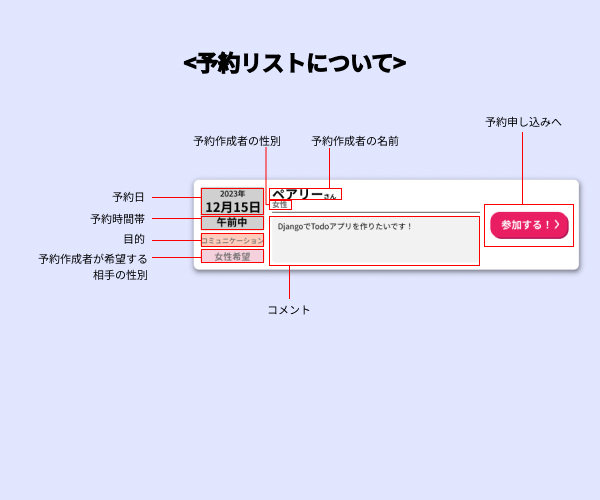 <予約リストについて>
予約申し込みへ
予約作成者の性別
予約作成者の名前
予約日
予約時間帯
目的
予約作成者が希望する
相手の性別
2023年
12月15日
午前中
コミュニケーション
女性希望
ペアリーさん
女性
DjangoでTodoアプリを作りたいです！
参加する！
コメント